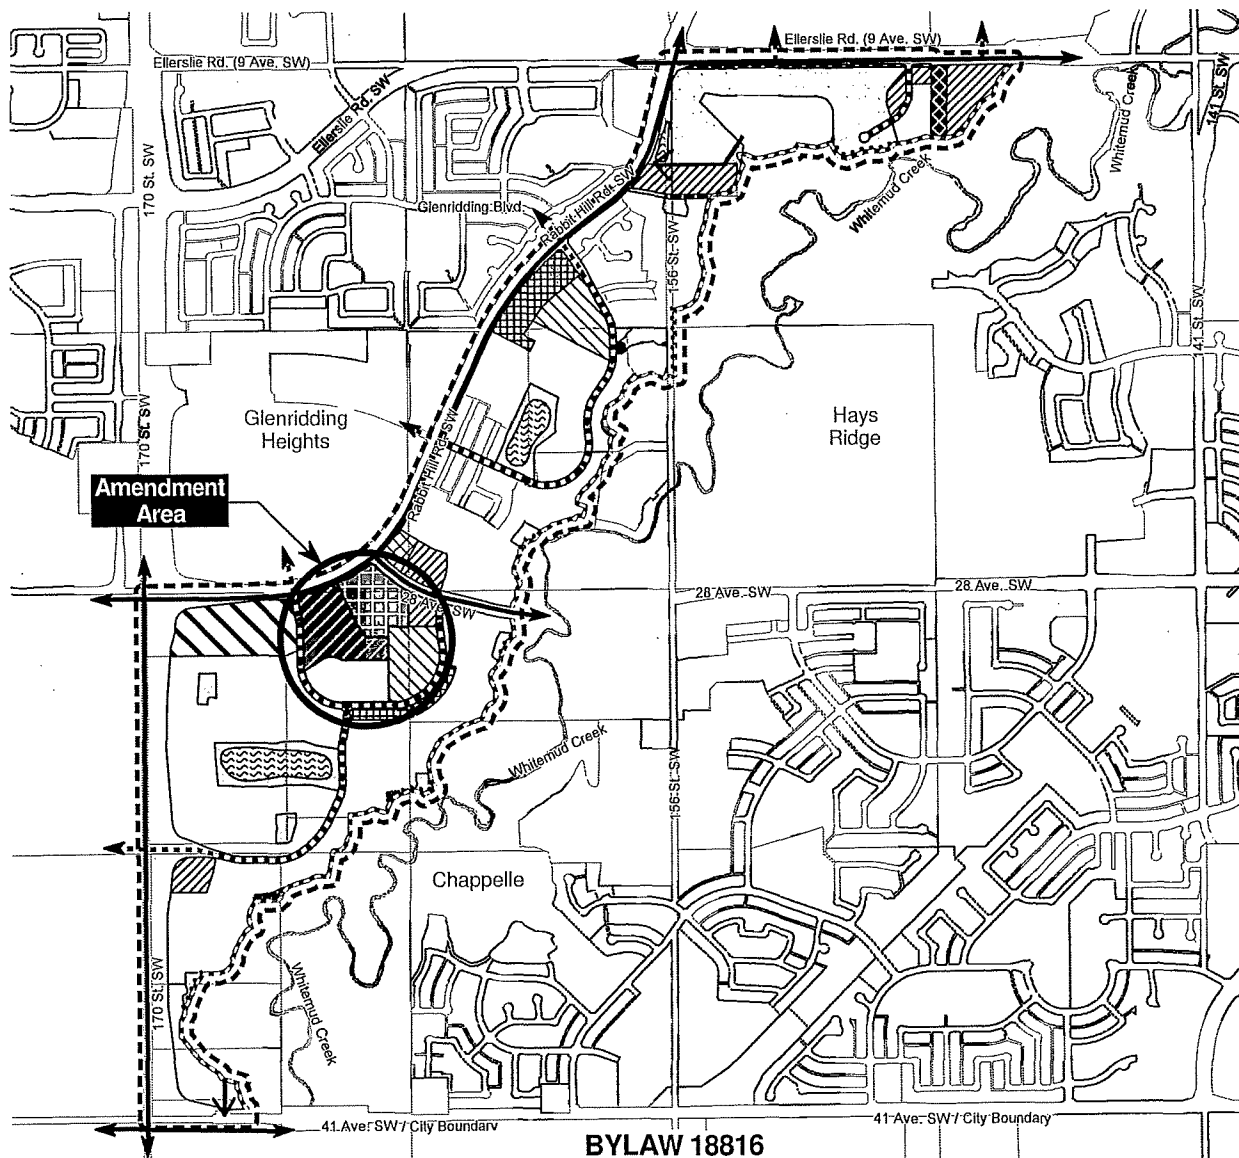 Ellerslie Rd. (9 Ave. SW)
Ellerslie Rd. (9 Ave. SW)
Ellerslie Rd. SW
141 St. SW
Whitemud Creek
170 St. SW
Glenridding Blvd.
Rabbit Hill Rd. SW
Whitemud Creek
156 St. SW
141 St. SW
170 St. SW
Glenridding
Heights
Hays
Ridge
Rabbit Hill Rd. SW
Amendment
Area
28 Ave. SW
28 Ave. SW
28 Ave. SW
Whitemud Creek
156 St. SW
Chappelle
170 St. SW
Whitemud Creek
41 Ave. SW / City Boundary
41 Ave. SW / City Boundary
BYLAW 18816